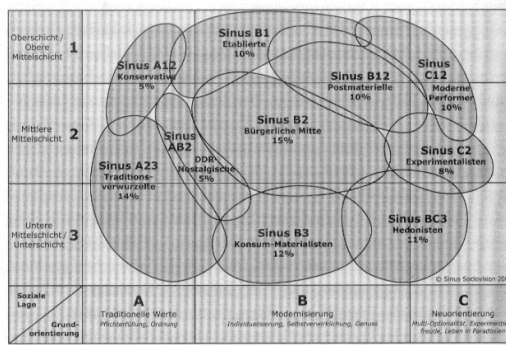 Oberschicht /
Obere
Mittelschicht
1
Mittlere
Mittelschicht
2
Untere
Mittelschicht /
Unterschicht
3
Sinus B1
Etablierte
10%
Sinus A12
Konservative
5%
Sinus B12
Postmaterielle
10%
Sinus
C12
Moderne
Performer
10%
Sinus
AB2
DDR-
Nostalgische
5%
Sinus B2
Bürgerliche Mitte
15%
Sinus C2
Experimentalisten
8%
Sinus A23
Traditions-
verwurzelte
14%
Sinus B3
Konsum-Materialisten
12%
Sinus BC3
Hedonisten
11%
© Sinus Sociovision
Soziale
Lage
Grund-
orientierung
A
Traditionelle Werte
Pflichterfüllung, Ordnung
B
Modernisierung
Individualisierung, Selbstverwirklichung, Genuss
C
Neuorientierung
Multi-Optionalität,
freude, Leben in Paradoxien